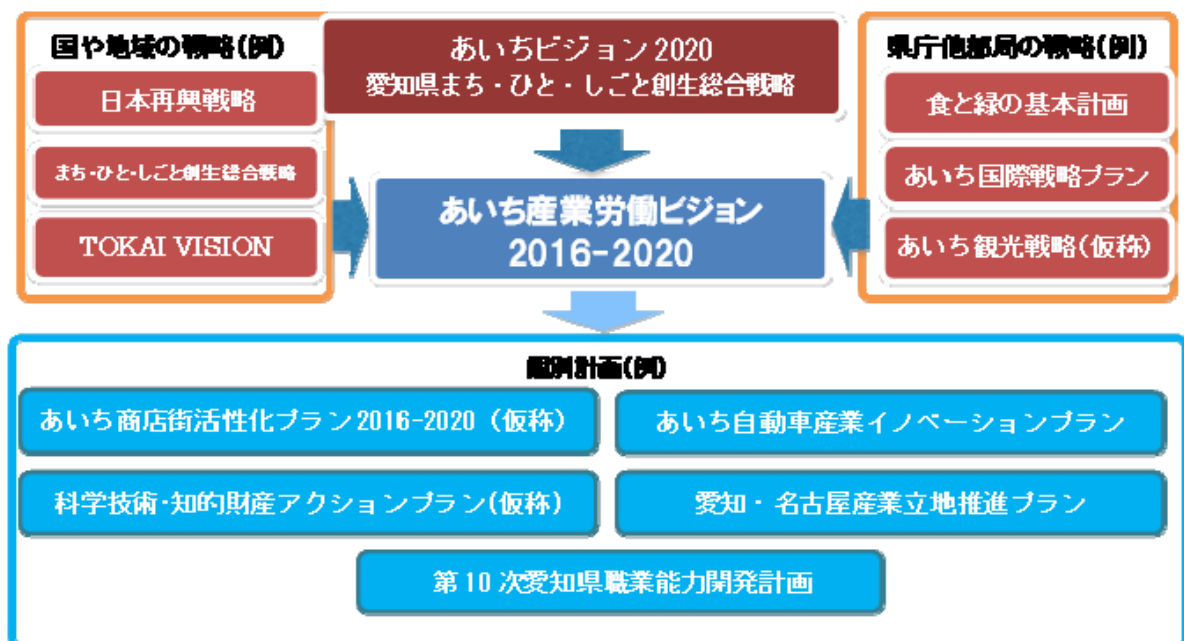 国や地域の戦略(例)
日本再興戦略
まち・ひと・しごと創生総合戦略
TOKAI VISION
あいちビジョン2020
愛知県まち・ひと・しごと創生総合戦略
県庁他部局の戦略(例)
食と緑の基本計画
あいち国際戦略プラン
あいち観光戦略(仮称)
あいち産業労働ビジョン
2016-2020
個別計画(例)
あいち商店街活性化プラン2016-2020（仮称）
あいち自動車産業イノベーションプラン
科学技術・知的財産アクションプラン(仮称)
愛知・名古屋産業立地推進プラン
第10次愛知県職業能力開発計画